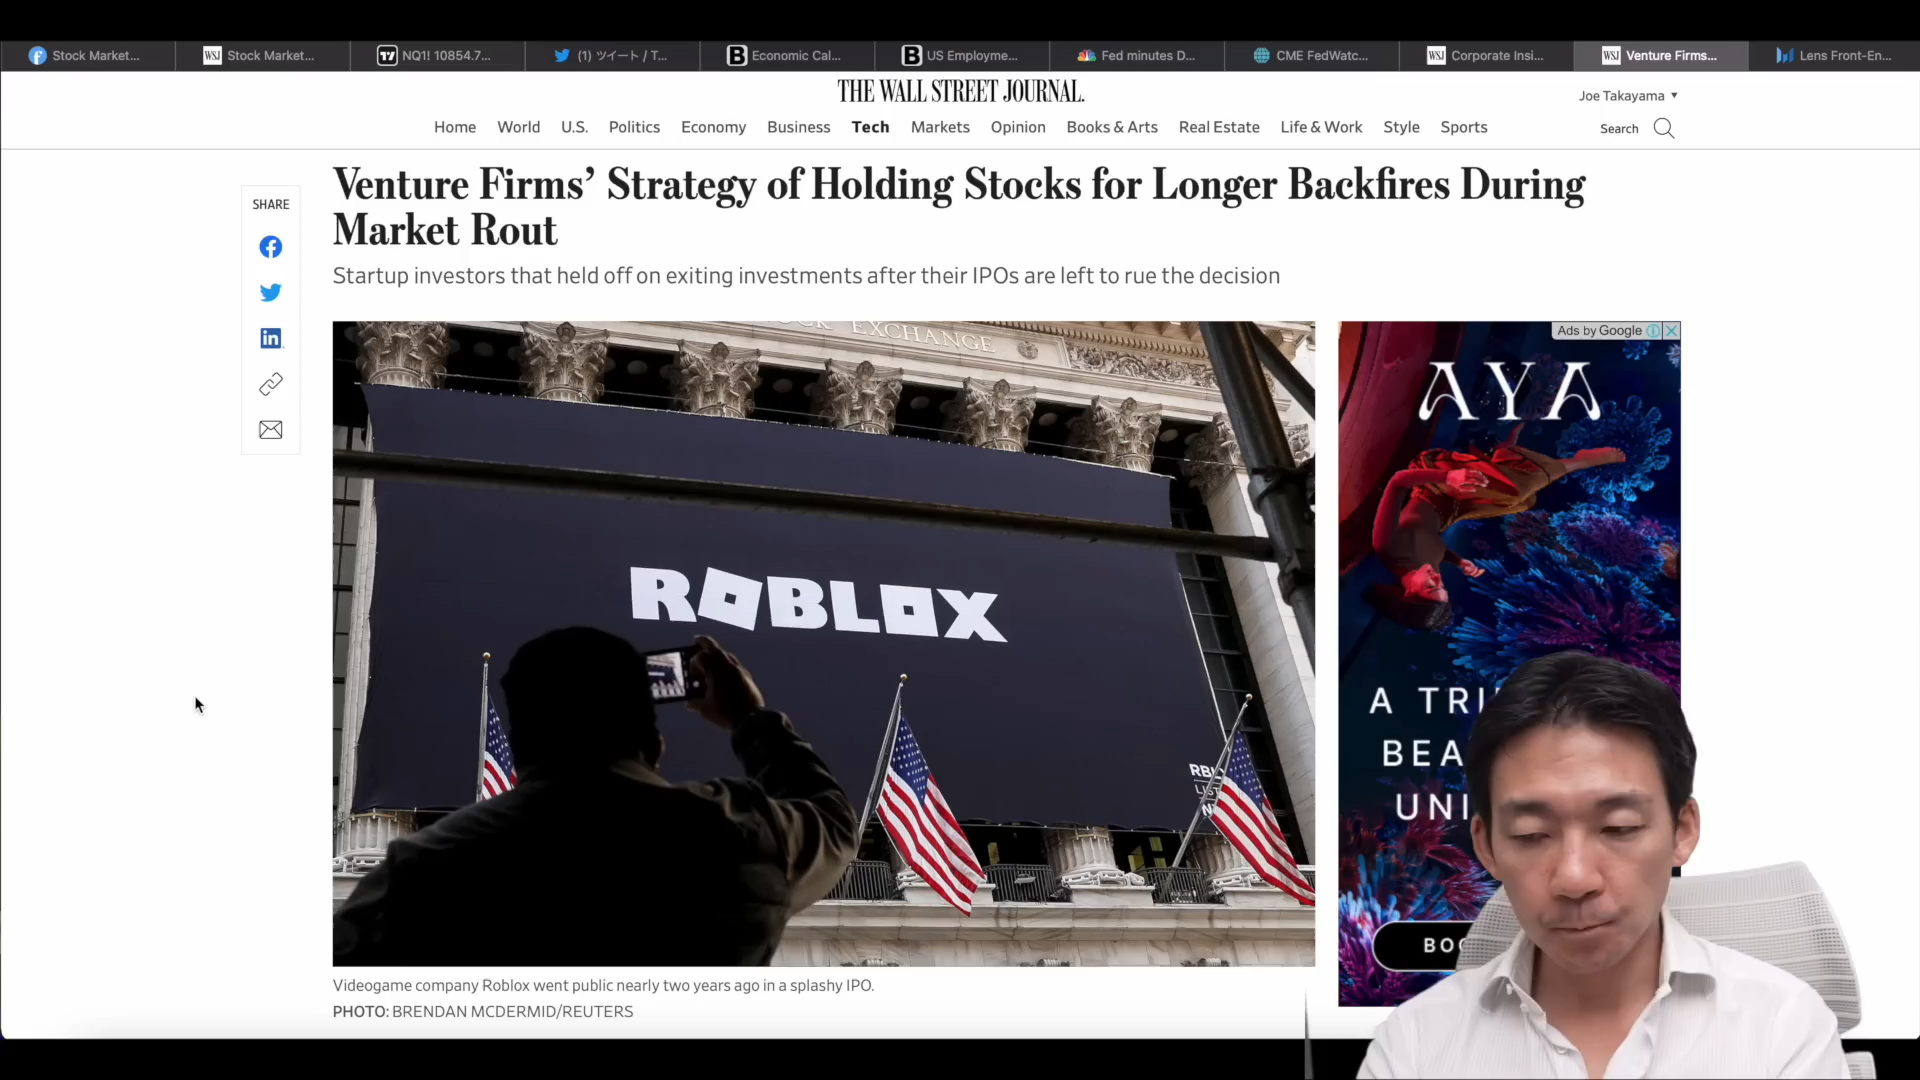 Stock Market...
Stock Market...
NQ1! 10854.7...
(1) ツイート / T...
Economic Cal...
US Employme...
Fed minutes D...
CME FedWatc...
Corporate Insi...
Venture Firms...
Lens Front-En...
THE WALL STREET JOURNAL.
Joe Takayama
Home World U.S. Politics Economy Business Tech Markets Opinion Books & Arts Real Estate Life & Work Style Sports
Search
Venture Firms’ Strategy of Holding Stocks for Longer Backfires During
Market Rout
Startup investors that held off on exiting investments after their IPOs are left to rue the decision
SHARE
EXCHANGE
ROBLOX
Ads by Google
AYA
A TRI
BEA
UNI
BOO
Videogame company Roblox went public nearly two years ago in a splashy IPO.
PHOTO: BRENDAN MCDERMID/REUTERS